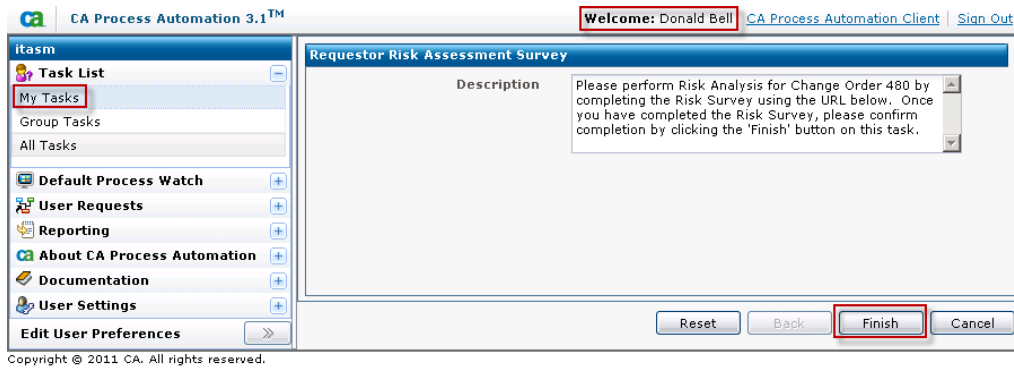 ca CA Process Automation 3.1TM Welcome: Donald Bell CA Process Automation Client | Sign Out
itasm
Task List
My Tasks
Group Tasks
All Tasks
Default Process Watch
User Requests
Reporting
ca About CA Process Automation
Documentation
User Settings
Edit User Preferences
Requestor Risk Assessment Survey
Description
Please perform Risk Analysis for Change Order 480 by
completing the Risk Survey using the URL below. Once
you have completed the Risk Survey, please confirm
completion by clicking the 'Finish' button on this task.
Reset Back Finish Cancel
Copyright © 2011 CA. All rights reserved.